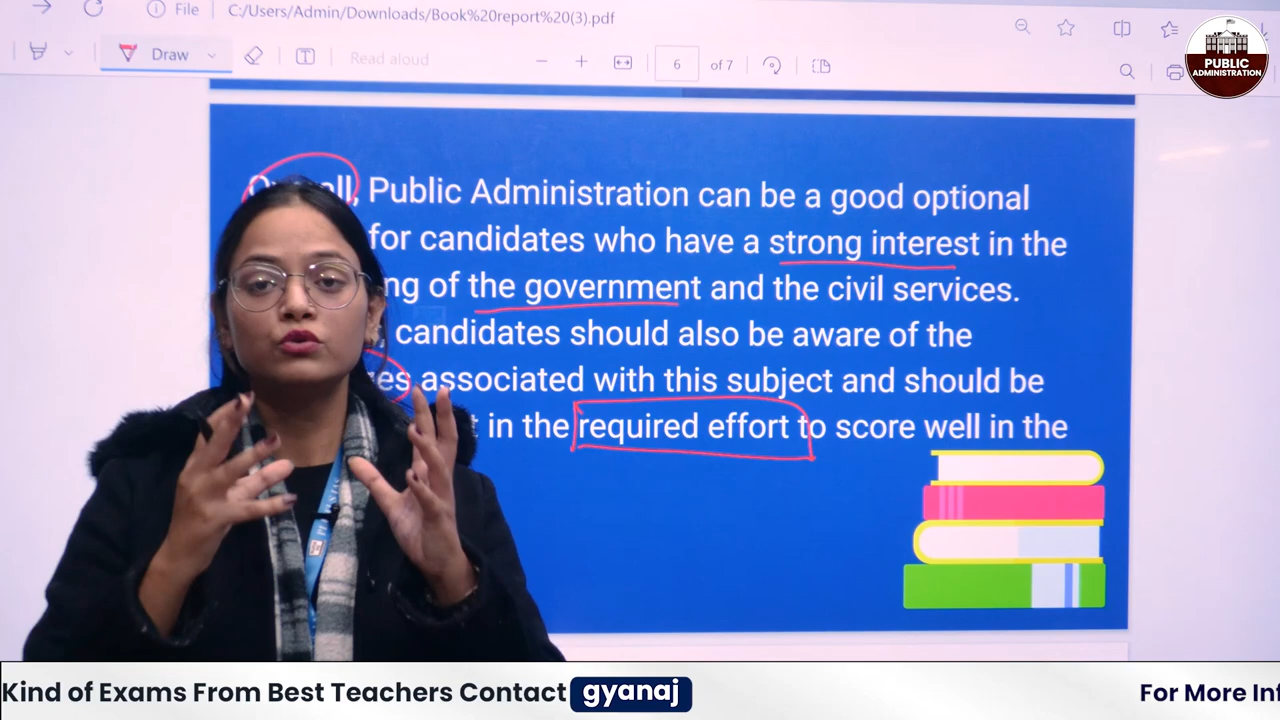 File C:/Users/Admin/Downloads/Book%20report%20(3).pdf
Draw Read aloud 6 of 7
PUBLIC
ADMINISTRATION
Public Administration can be a good optional
for candidates who have a strong interest in the
of the government and the civil services.
candidates should also be aware of the
associated with this subject and should be
in the required effort to score well in the
Kind of Exams From Best Teachers Contact gyanaj
For More